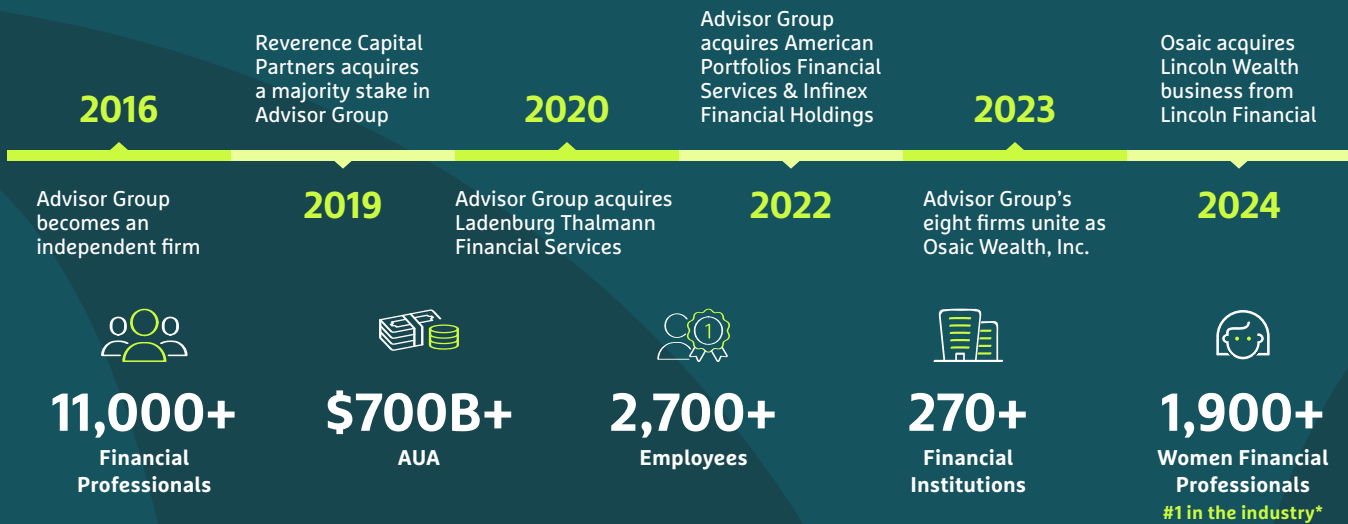 2016
Advisor Group
becomes an
independent firm
Reverence Capital
Partners acquires
a majority stake in
Advisor Group
2019
2020
Advisor Group acquires
Ladenburg Thalmann
Financial Services
Advisor Group
acquires American
Portfolios Financial
Services & Infinex
Financial Holdings
2022
2023
Advisor Group’s
eight firms unite as
Osaic Wealth, Inc.
Osaic acquires
Lincoln Wealth
business from
Lincoln Financial
2024
1
11,000+
Financial
Professionals
$700B+
AUA
2,700+
Employees
270+
Financial
Institutions
1,900+
Women Financial
Professionals
#1 in the industry*